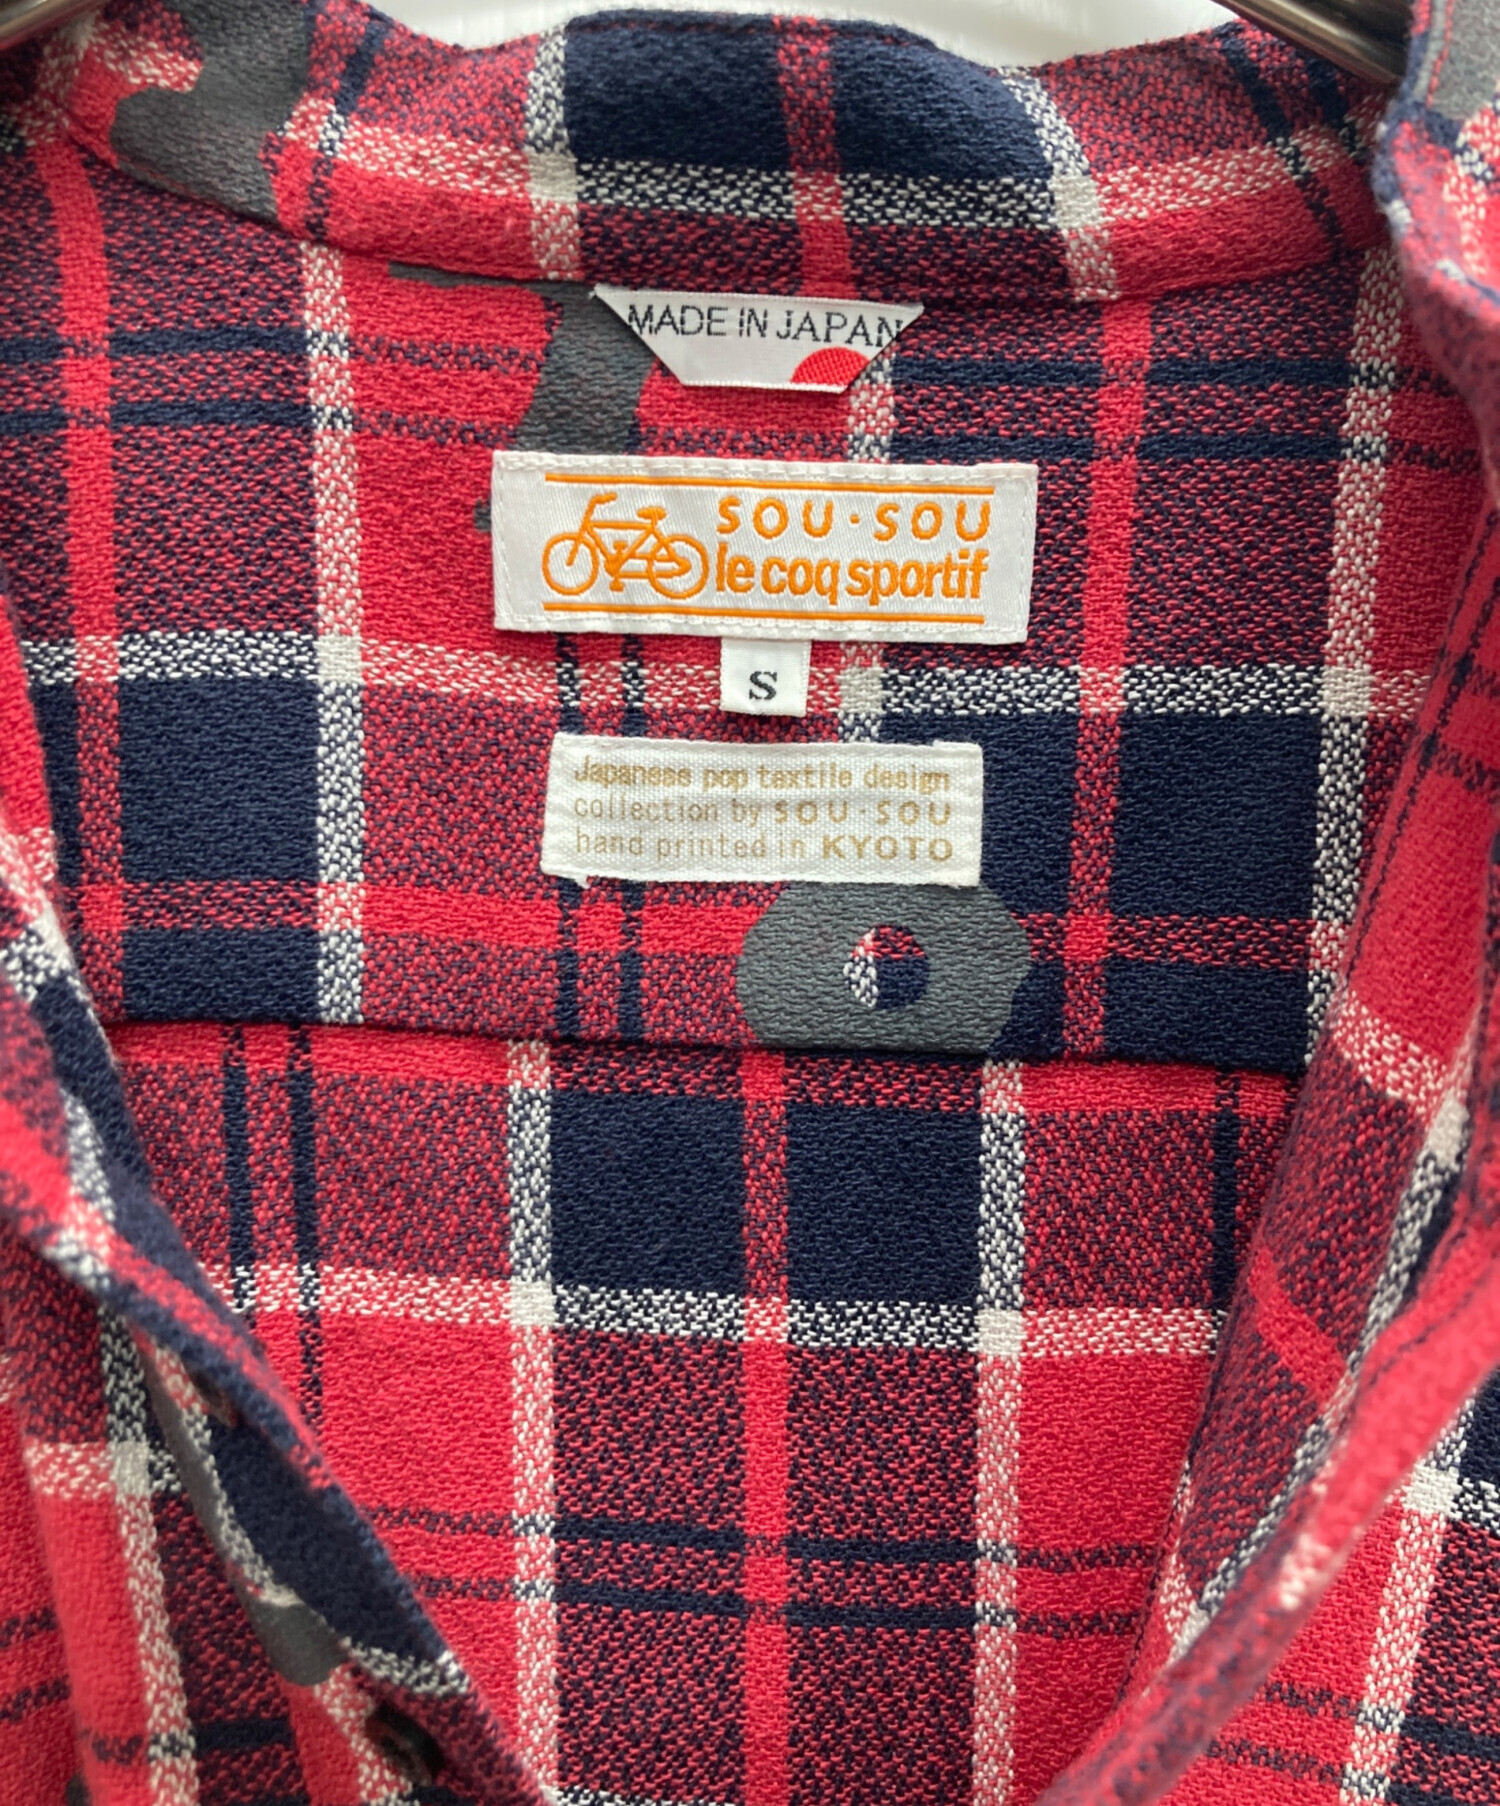 MADE IN JAPAN
SOU・SOU
le coq sportif
S
Japanese pop textile design
collection by SOU・SOU
hand printed in KYOTO